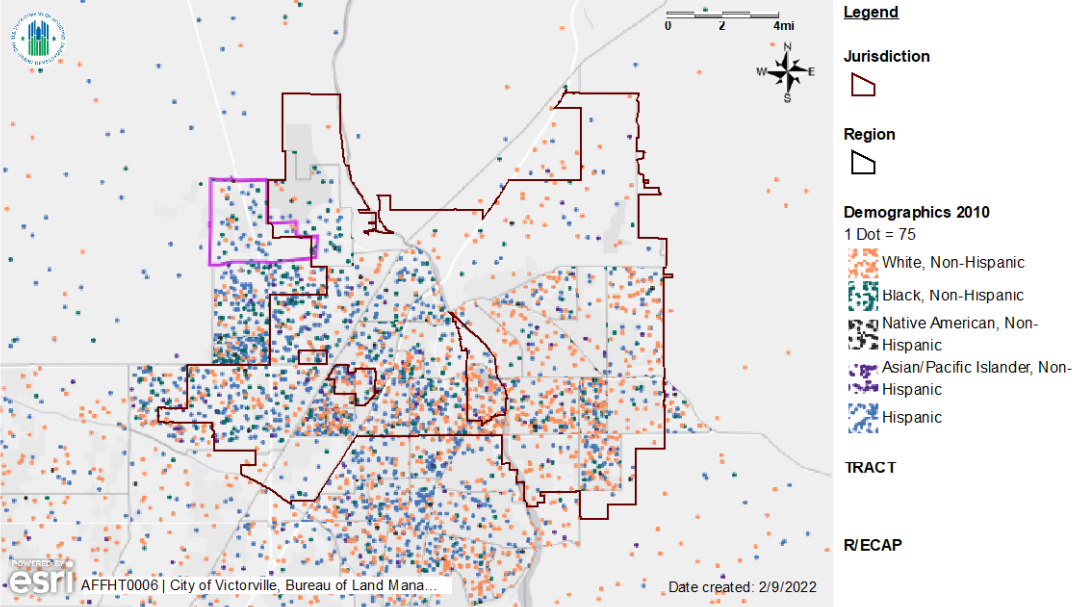 0 2 4mi
N
W E
S
Legend
Jurisdiction
Region
Demographics 2010
1 Dot = 75
White, Non-Hispanic
Black, Non-Hispanic
Native American, Non-
Hispanic
Asian/Pacific Islander, Non-
Hispanic
Hispanic
TRACT
R/ECAP
POWERED BY
esri
AFFHT0006 | City of Victorville, Bureau of Land Mana...
Date created: 2/9/2022